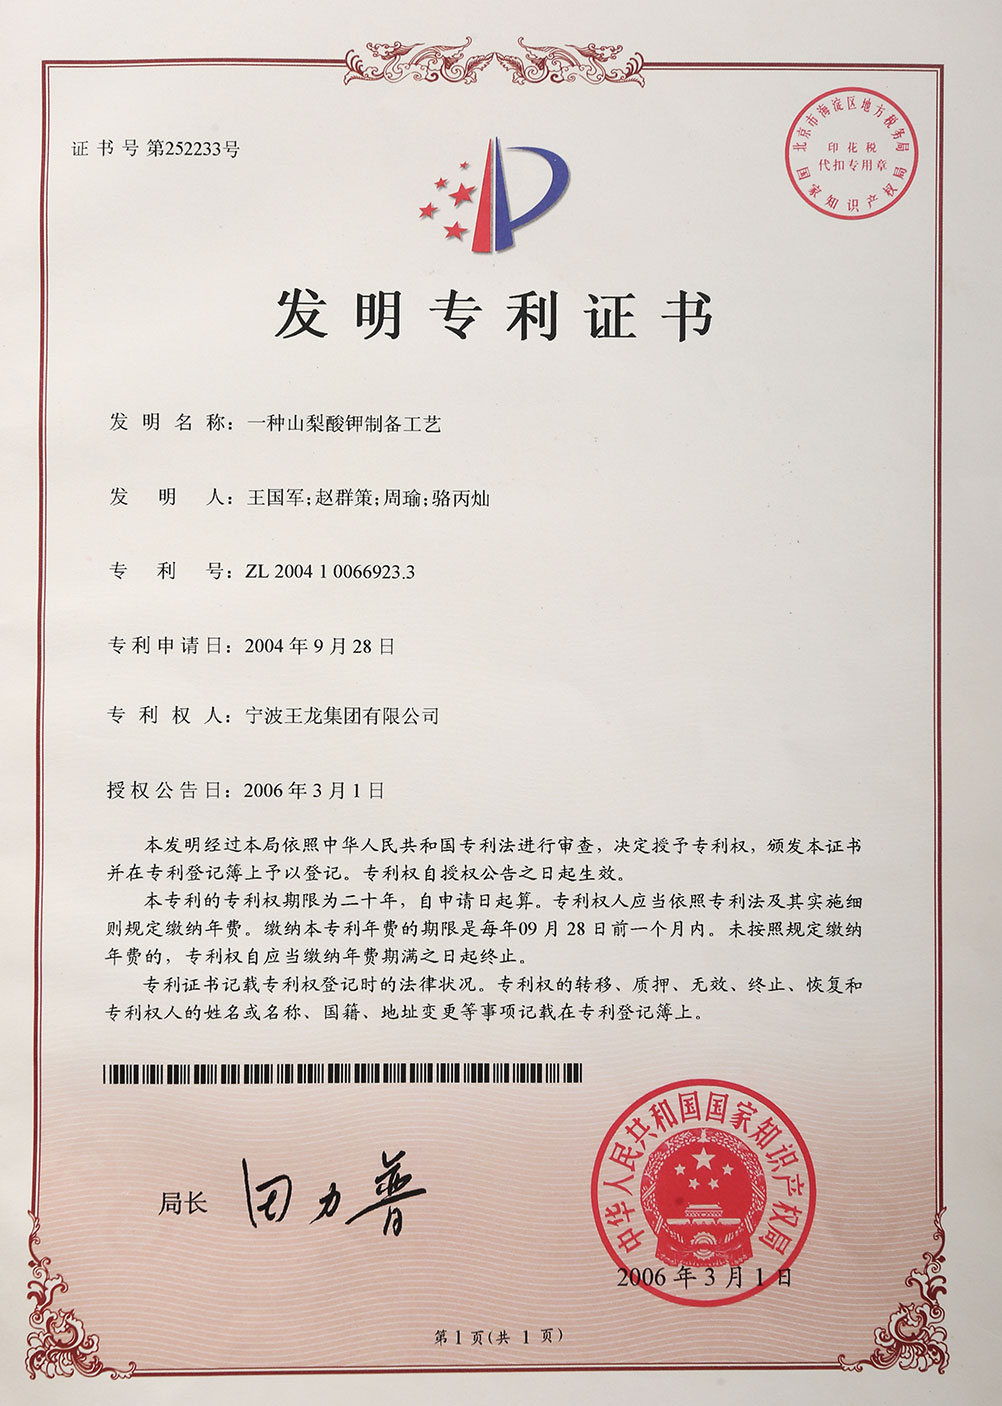 证书号第252233号
北京市海淀区地方税务局
印花税
代扣专用章
国家知识产权局
发明专利证书
发明名称：一种山梨酸钾制备工艺
发明人：王国军;赵群策;周瑜;骆丙灿
专利号：ZL 2004 1 0066923.3
专利申请日：2004年9月28日
专利权人：宁波王龙集团有限公司
授权公告日：2006年3月1日
本发明经过本局依照中华人民共和国专利法进行审查，决定授予专利权，颁发本证书
并在专利登记簿上予以登记。专利权自授权公告之日起生效。
本专利的专利权期限为二十年，自申请日起算。专利权人应当依照专利法及其实施细
则规定缴纳年费。缴纳本专利年费的期限是每年09月28日前一个月内。未按照规定缴纳
年费的，专利权自应当缴纳年费期满之日起终止。
专利证书记载专利权登记时的法律状况。专利权的转移、质押、无效、终止、恢复和
专利权人的姓名或名称、国籍、地址变更等事项记载在专利登记簿上。
局长 田力普
中华人民共和国国家知识产权局
2006年3月1日
第1页(共1页)